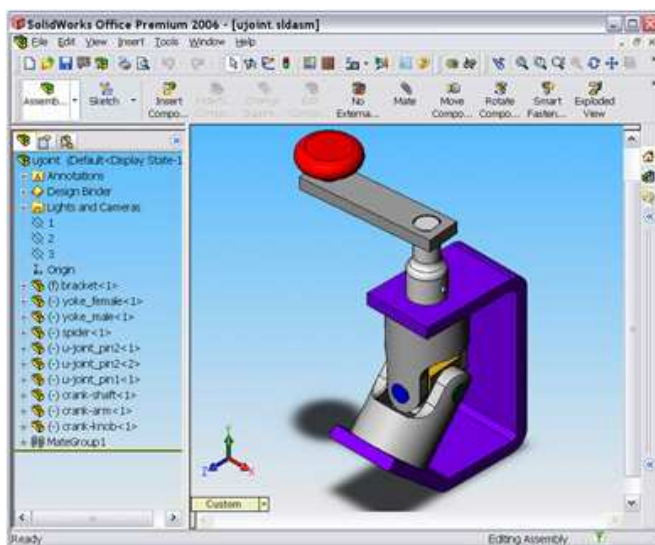 SolidWorks Office Premium 2006 - [ujoint.sldasm]
File Edit View Insert Tools Window Help
Assemb... Sketch Insert Compo... No Externa... Mate Move Compo... Rotate Compo... Smart Fasten... Exploded View
ujoint (Default<Display State-1
Annotations
Design Binder
Lights and Cameras
1
2
3
Origin
(f) bracket<1>
(-) yoke_female<1>
(-) yoke_male<1>
(-) spider<1>
(-) u-joint_pin2<1>
(-) u-joint_pin2<2>
(-) u-joint_pin1<1>
(-) crank-shaft<1>
(-) crank-arm<1>
(-) crank-knob<1>
MateGroup1
Y
Z
X
Custom
Ready
Editing Assembly